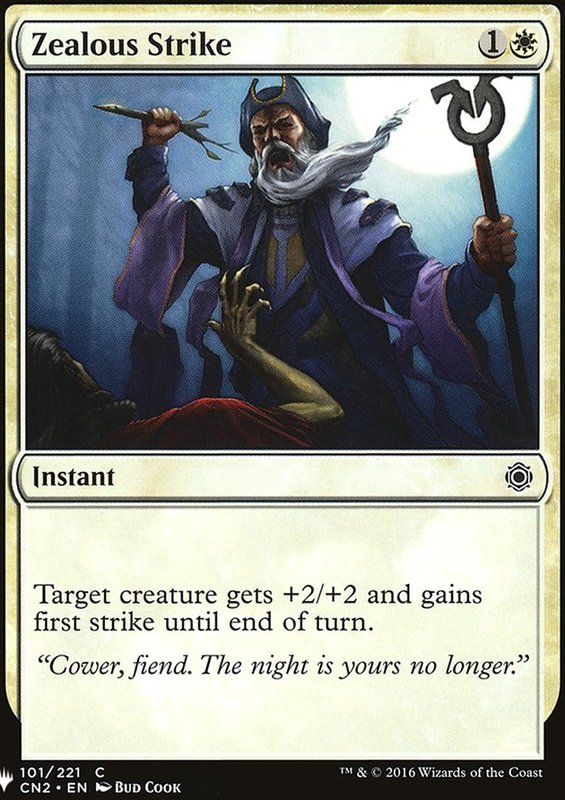 Zealous Strike 1
Instant
Target creature gets +2/+2 and gains
first strike until end of turn.
“Cower, fiend. The night is yours no longer.”
101/221 C
CN2 • EN Bud Cook
™ & © 2016 Wizards of the Coast